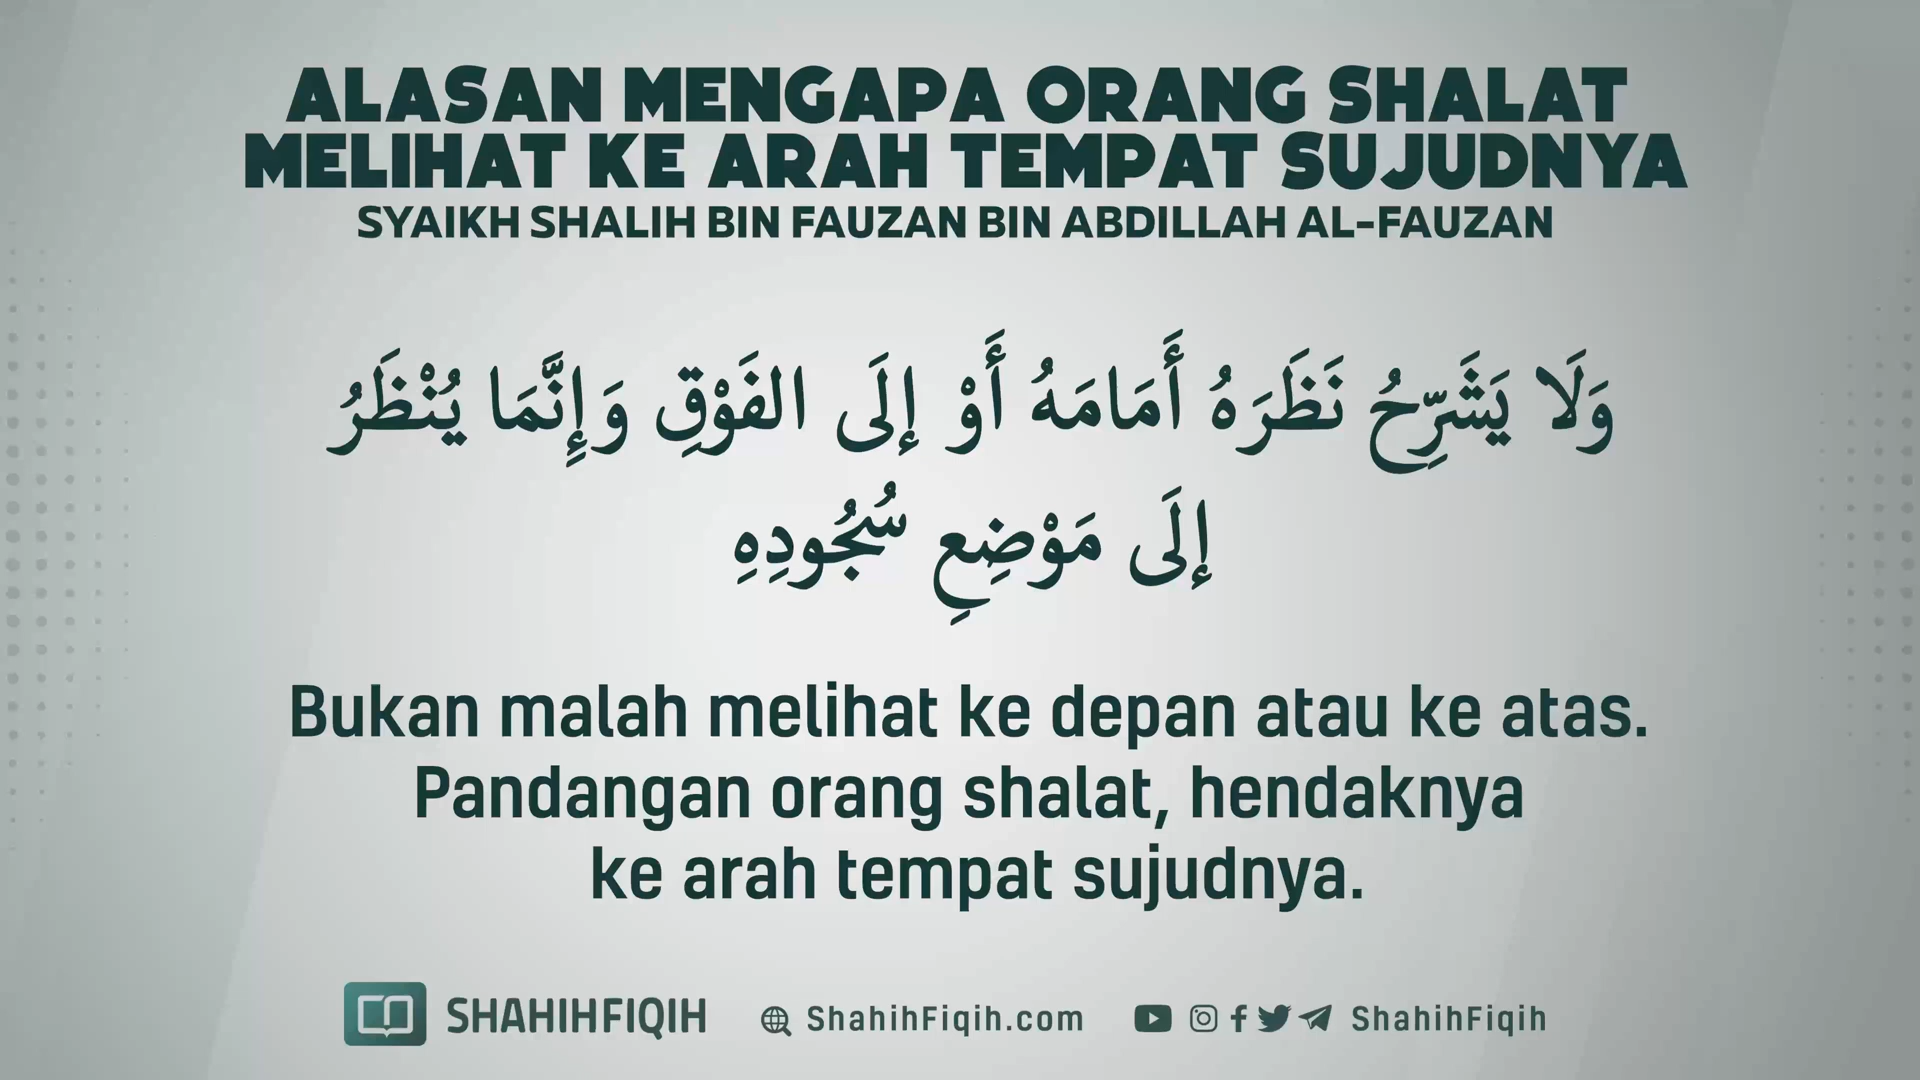 ALASAN MENGAPA ORANG SHALAT
MELIHAT KE ARAH TEMPAT SUJUDNYA
SYAIKH SHALIH BIN FAUZAN BIN ABDILLAH AL-FAUZAN
وَلَا يَشَرِّحُ نَظَرَهُ أَمَامَهُ أَوْ إِلَى الفَوْقِ وَإِنَّمَا يُنْظَرُ
إِلَى مَوْضِعِ سُجُودِهِ
Bukan malah melihat ke depan atau ke atas.
Pandangan orang shalat, hendaknya
ke arah tempat sujudnya.
SHAHIHFIQIH ShahihFiqih.com ShahihFiqih